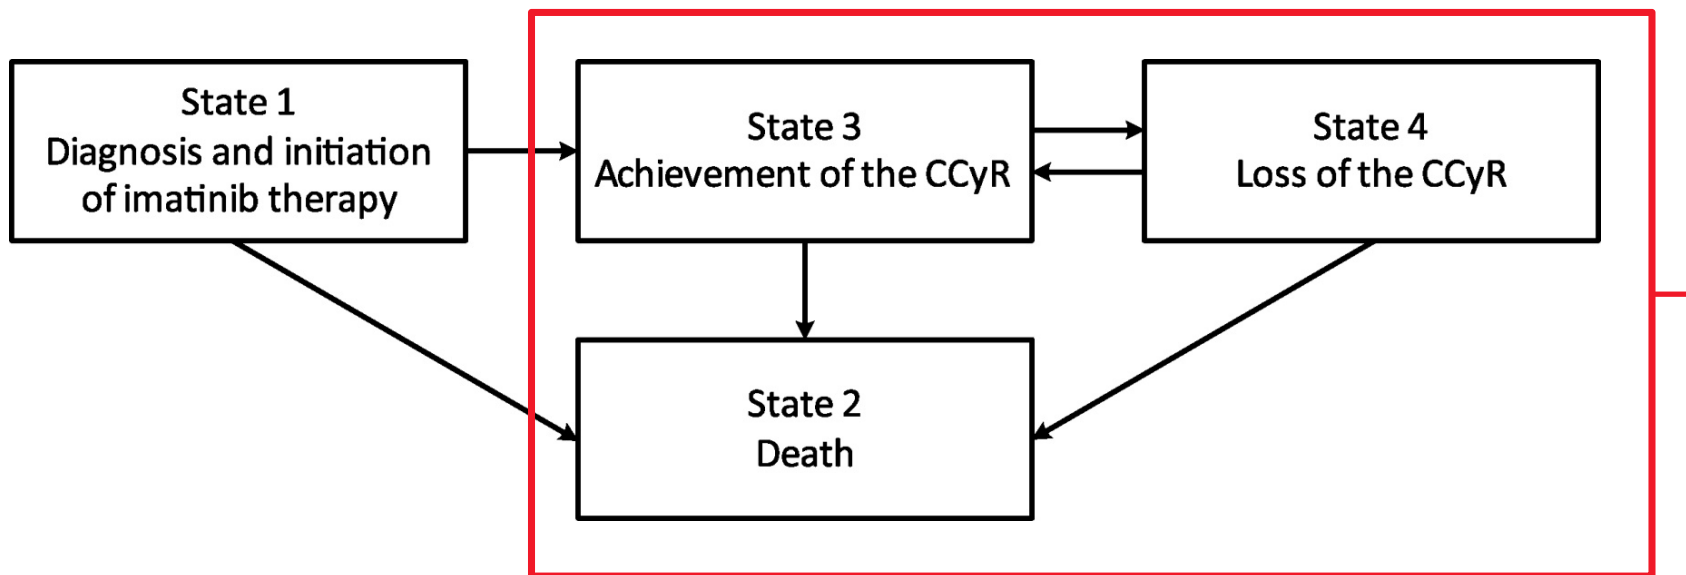 State 1
Diagnosis and initiation
of imatinib therapy
State 3
Achievement of the CCyR
State 4
Loss of the CCyR
State 2
Death